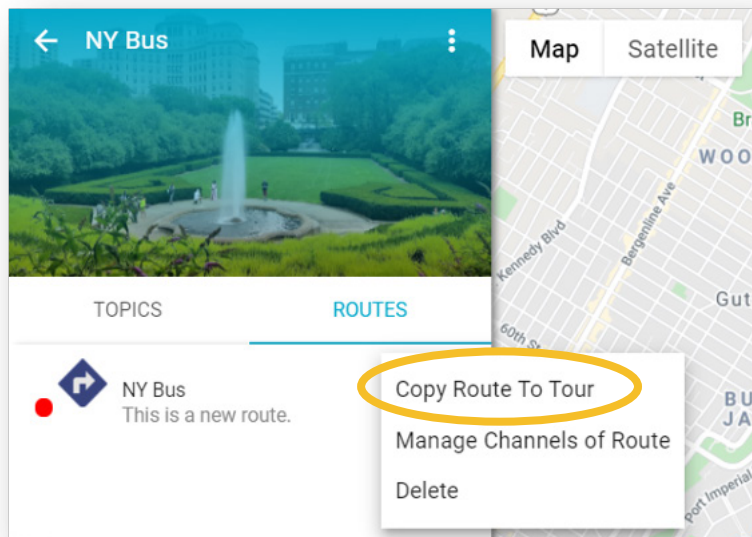 NY Bus
Map
Satellite
TOPICS
ROUTES
NY Bus
This is a new route.
Copy Route To Tour
Manage Channels of Route
Delete
Br
WOO
Bergenline Ave
Kennedy Blvd
Gut
60th St
BU
JA
Port Imperial